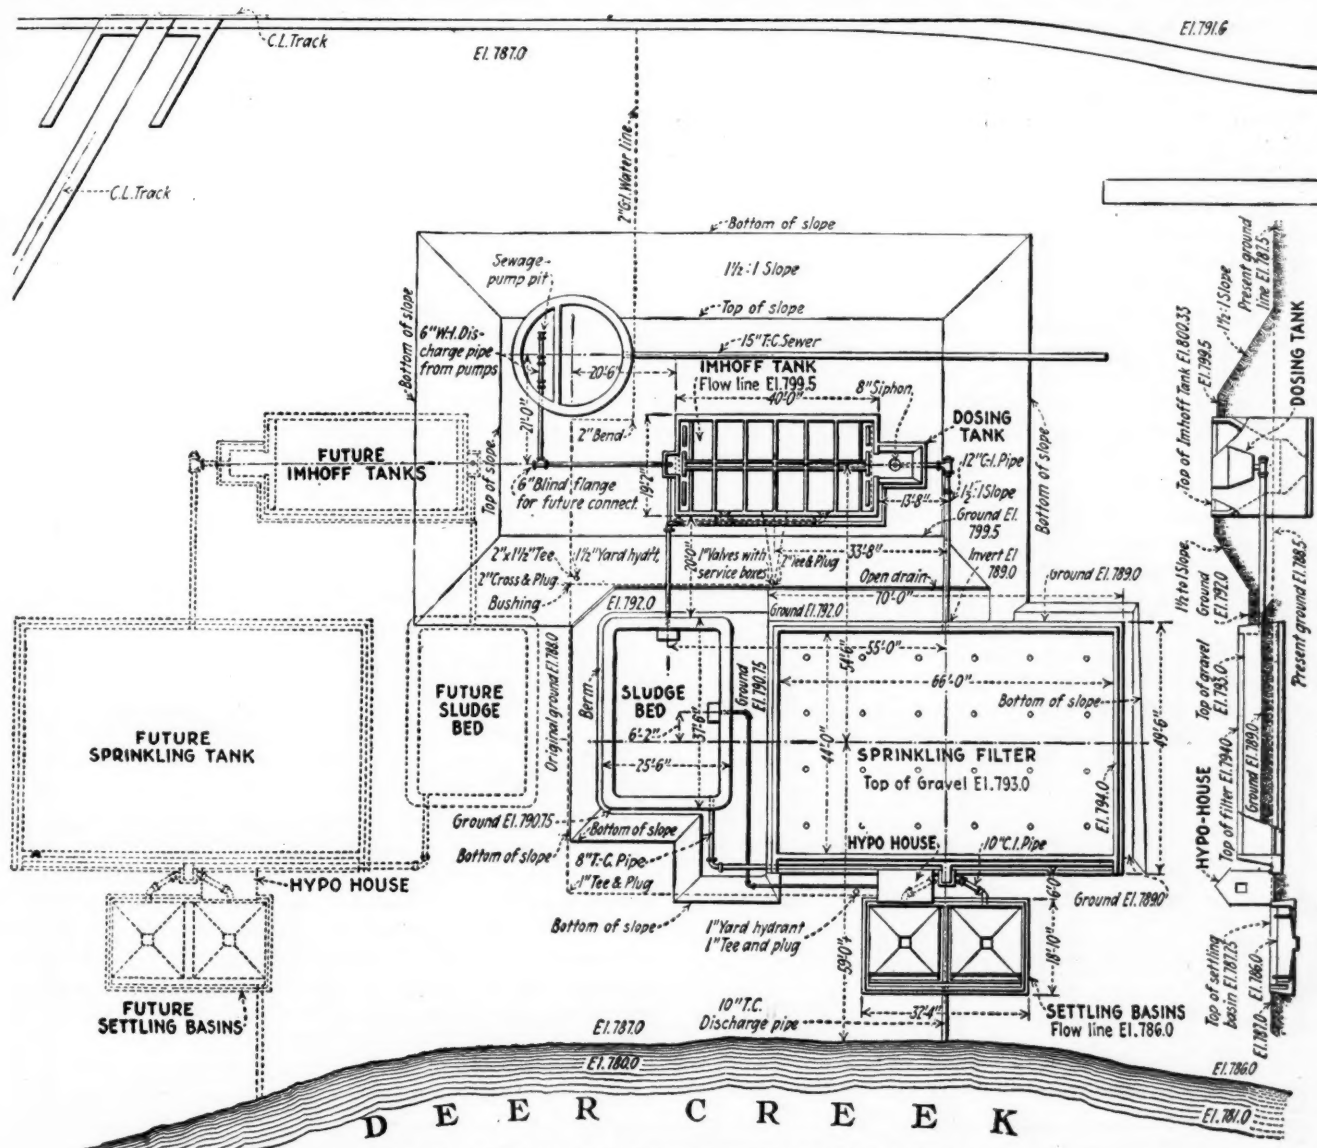 C.L.Track
El.791.6
El.787.0
C.L.Track
2"G.I.Water line
Bottom of slope
Sewage
pump pit
1½:1 Slope
Top of slope
Bottom of slope
6"W.I.Dis-
charge pipe
from pumps
15"T.C.Sewer
20'-6"
IMHOFF TANK
Flow line El.799.5
40'-0"
8"Siphon
DOSING
TANK
21'-0"
2"Bend
12"C.I.Pipe
FUTURE
IMHOFF TANKS
Top of slope
6"Blind flange
for future connect.
19'-2"
13'-8"
1½:1Slope
Ground El.
799.5
Bottom of slope
2"x1½"Tee
1½"Yard hydrt.
2"Cross & Plug
Bushing
20'-0"
1"Valves with
service boxes
2"Tee & Plug
33'-8"
Open drain
Invert El
789.0
Ground El.789.0
70'-0"
El.792.0
Ground El.792.0
Original ground El.788.0
Berm
55'-0"
54'-6"
66'-0"
Bottom of slope
49'-6"
FUTURE
SPRINKLING TANK
FUTURE
SLUDGE
BED
SLUDGE
BED
Ground
El.790.75
6'-2"
37'-6"
25'-6"
44'-0"
SPRINKLING FILTER
Top of Gravel El.793.0
El.794.0
Ground El.790.75
Bottom of slope
Bottom of slope
8"T.C.Pipe
1"Tee & Plug
HYPO HOUSE
10"C.I.Pipe
HYPO HOUSE
Bottom of slope
1"Yard hydrant
1"Tee and plug
6'-0"
Ground El.789.0
18'-10"
59'-0"
FUTURE
SETTLING BASINS
10"T.C.
Discharge pipe
32'-4"
SETTLING BASINS
Flow line El.786.0
El.787.0
El.780.0
DEER CREEK
Present ground
line El.787.5
1½:1 Slope
El.799.5
Top of Imhoff Tank El.800.33
DOSING TANK
1½ to 1 Slope
Ground
El.792.0
Present ground El.788.5
Top of gravel
El.793.0
Top of filter El.794.0
Ground El.789.0
HYPO-HOUSE
Top of settling
basin El.787.25
El.787.0
El.786.0
El.786.0
El.781.0